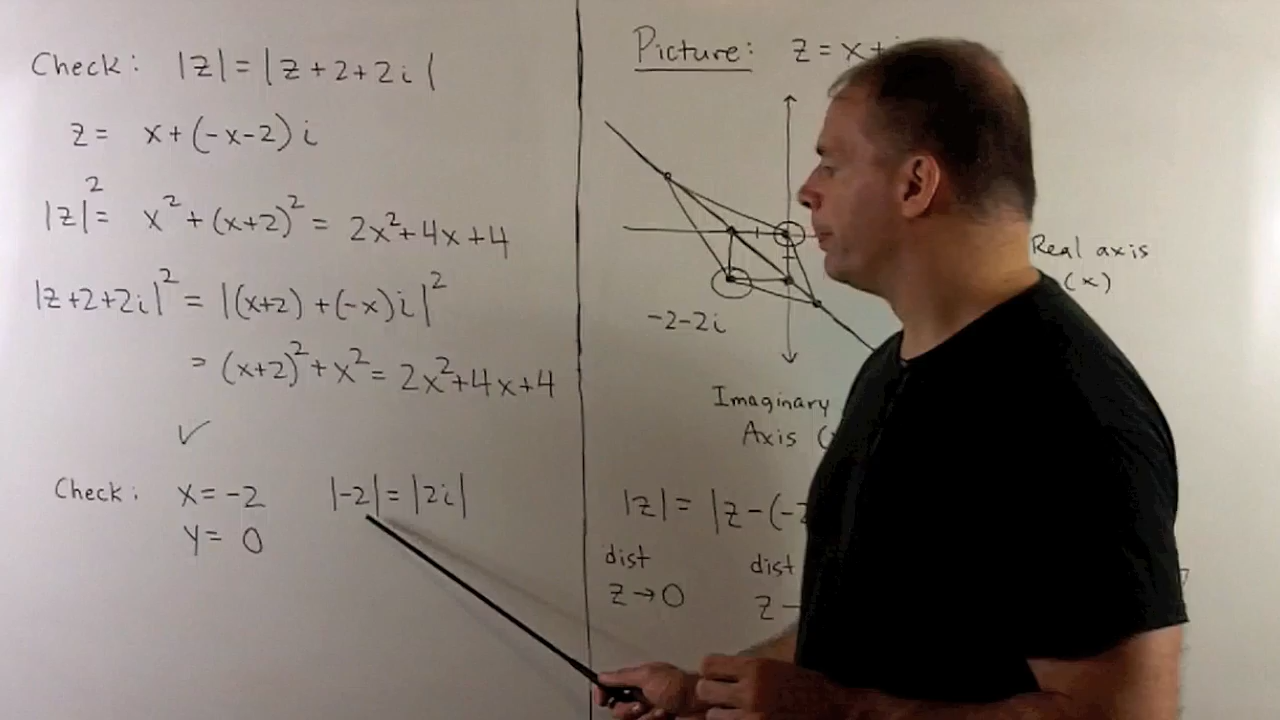 Check: |z| = |z+2+2i|
z = x+(-x-2)i
|z|² = x²+(x+2)² = 2x²+4x+4
|z+2+2i|² = |(x+2)+(-x)i|²
= (x+2)²+x² = 2x²+4x+4
✓
Check: x=-2 |-2|=|2i|
y= 0
Picture: z = x+i
Real axis
(x)
-2-2i
Imaginary
Axis (
|z| = |z-(-2
dist dist
z→0 z-